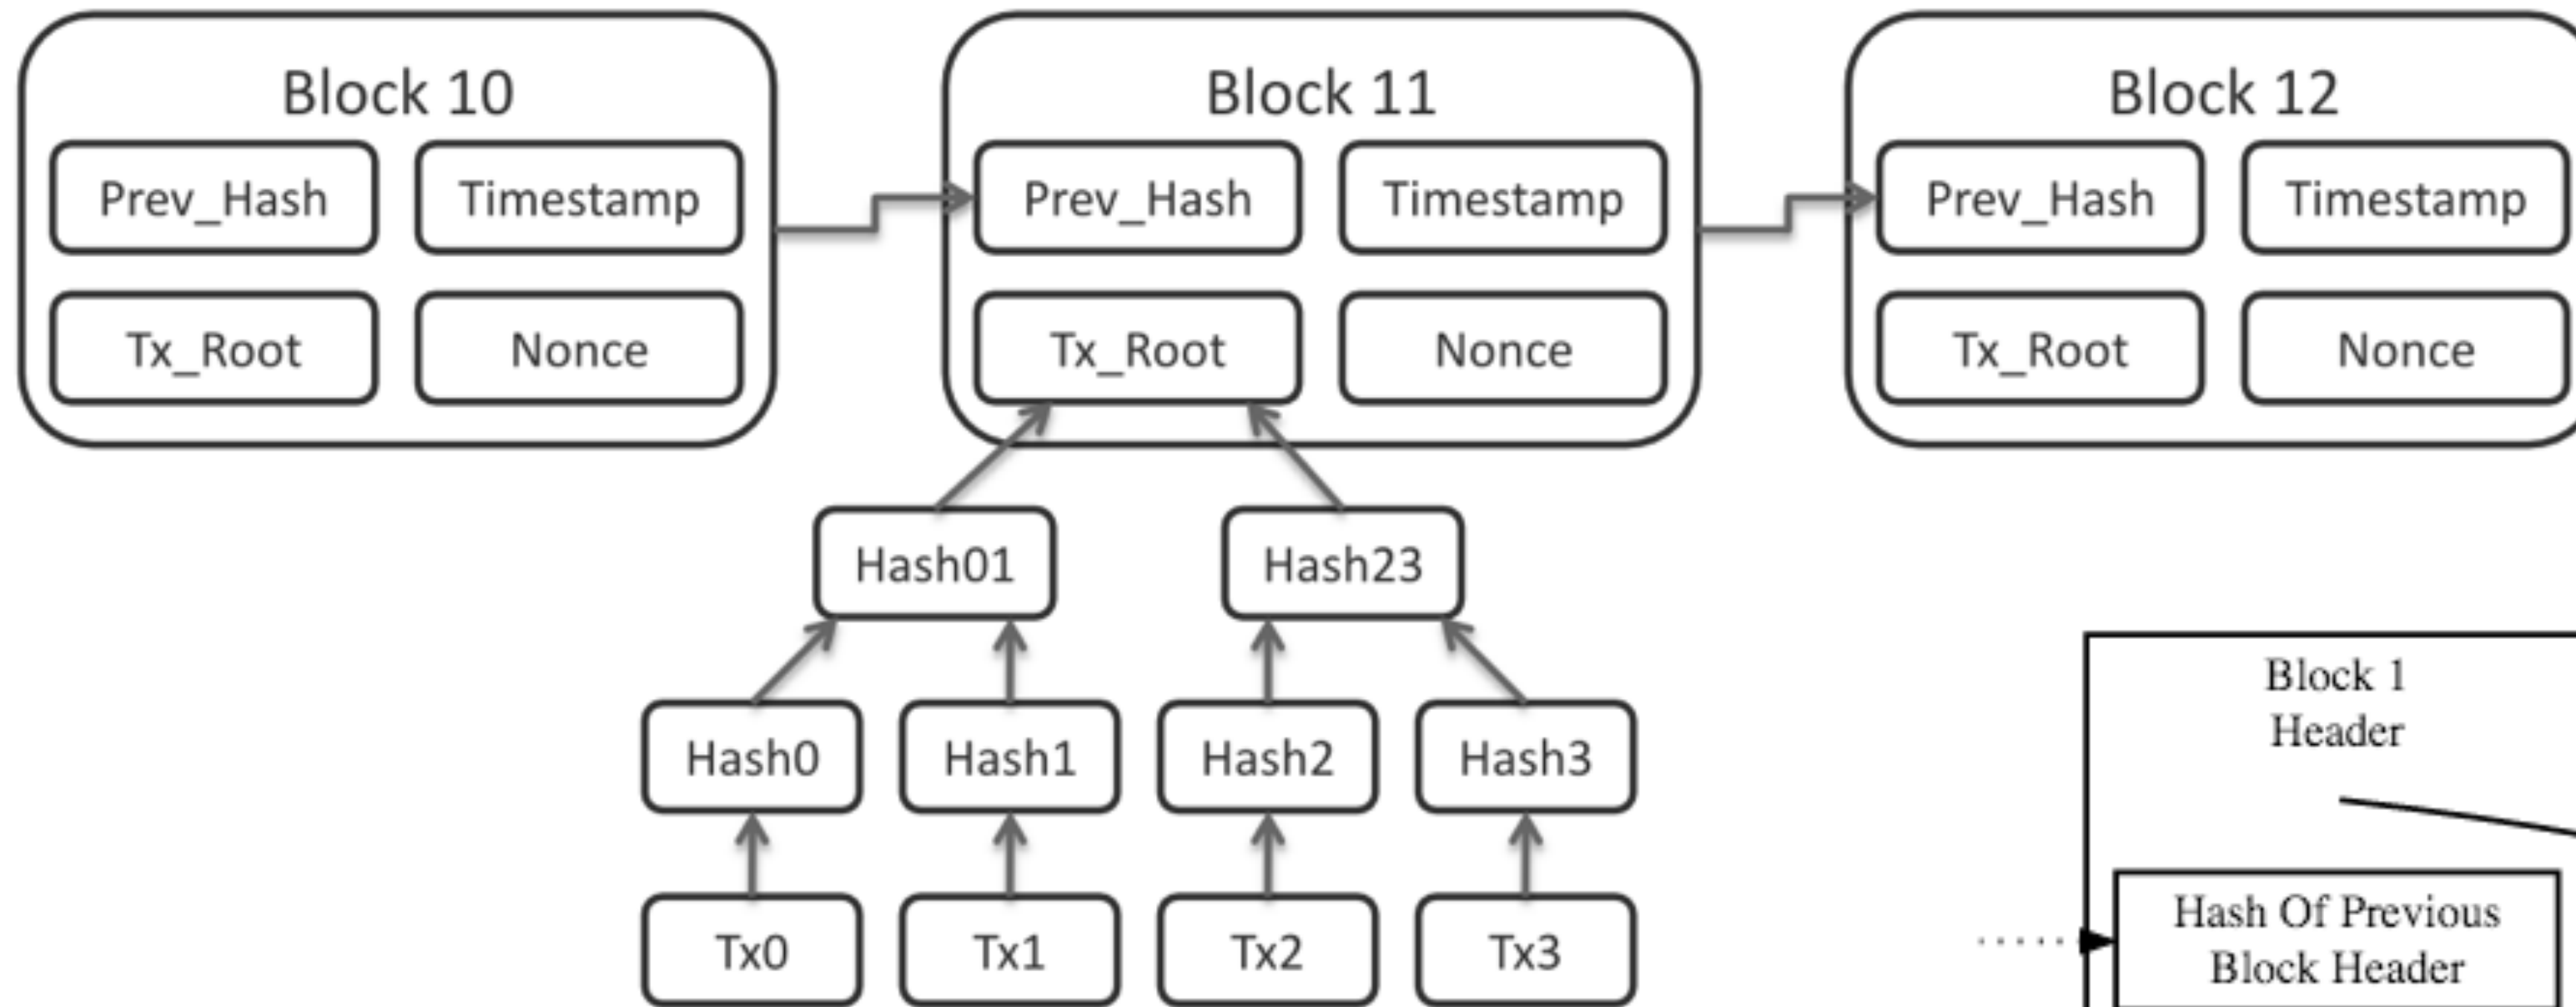 Block 10
Block 11
Block 12
Prev_Hash
Timestamp
Prev_Hash
Timestamp
Prev_Hash
Timestamp
Tx_Root
Nonce
Tx_Root
Nonce
Tx_Root
Nonce
Hash01
Hash23
Hash0
Hash1
Hash2
Hash3
Tx0
Tx1
Tx2
Tx3
Block 1
Header
Hash Of Previous
Block Header